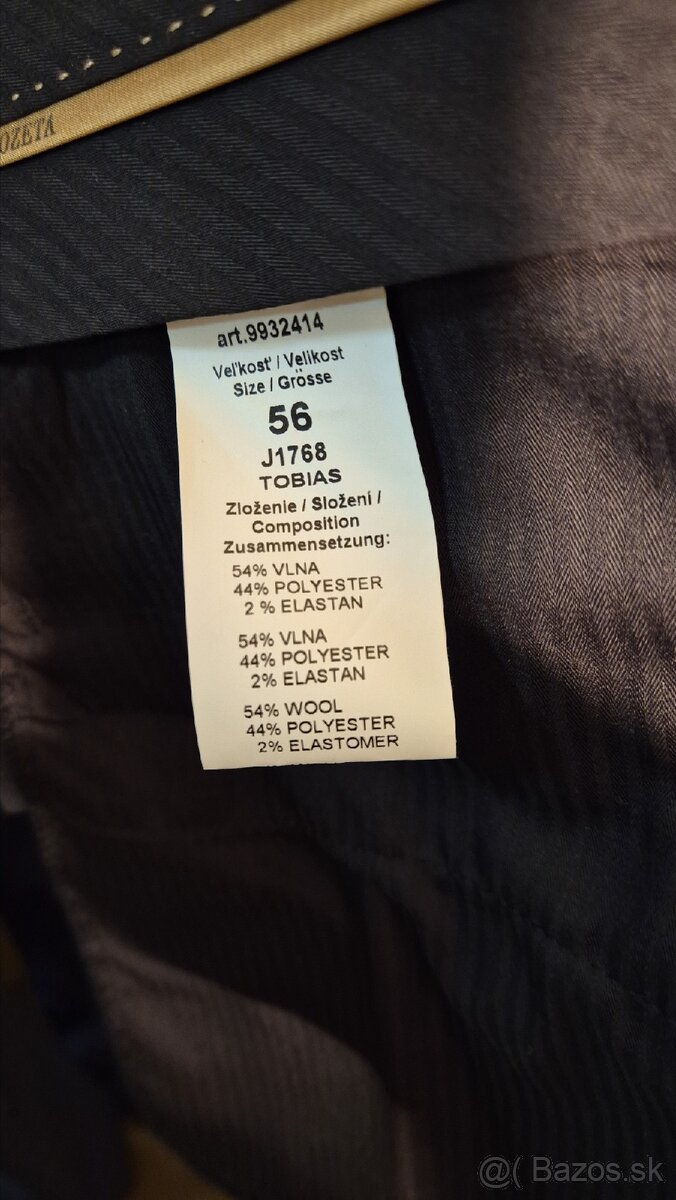 OZETA
art.9932414
Veľkosť / Velikost
Size / Grösse
56
J1768
TOBIAS
Zloženie / Složení /
Composition
Zusammensetzung:
54% VLNA
44% POLYESTER
2 % ELASTAN
54% VLNA
44% POLYESTER
2% ELASTAN
54% WOOL
44% POLYESTER
2% ELASTOMER
@( Bazos.sk